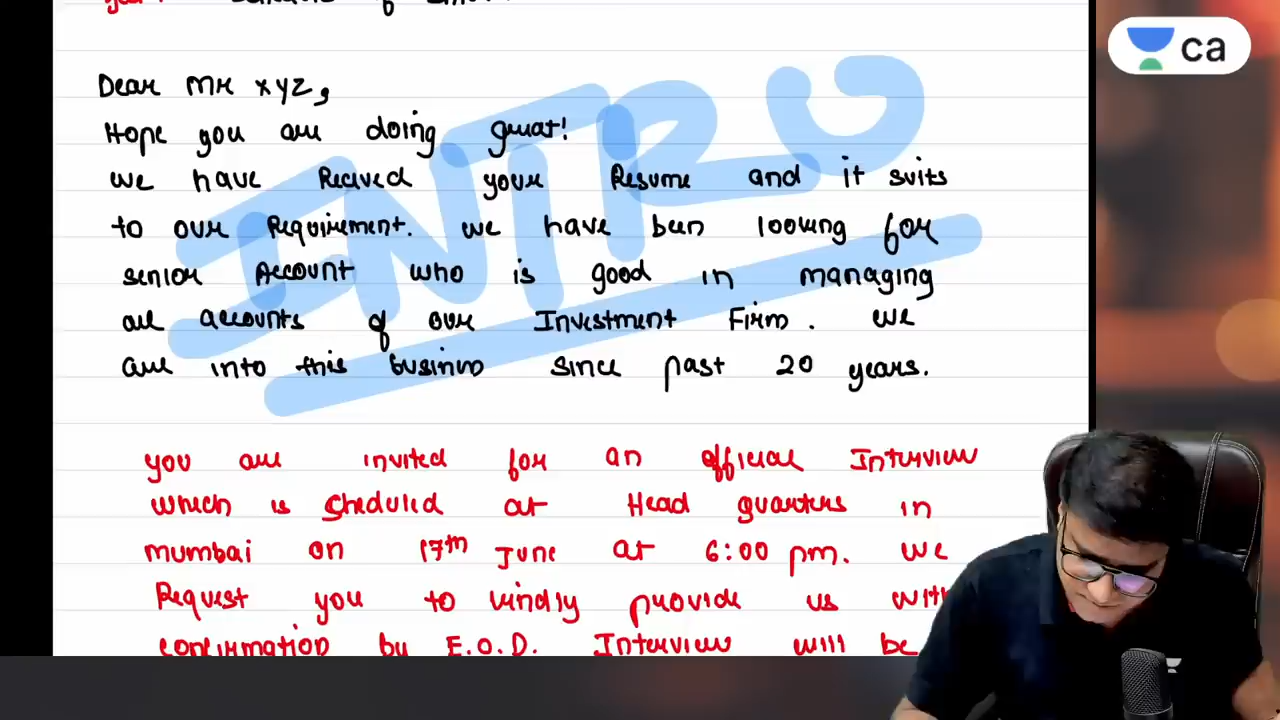 ca
Dear Mr xyz,
Hope you are doing great!
we have Recived your Resume and it suits
to our Requirement. we have been looking for
senior Account who is good in managing
all accounts of our Investment Firm. we
are into this business since past 20 years.
INTRO
you are invited for an official Interview
which is scheduled at Head quarters in
mumbai on 17th June at 6:00 pm. we
Request you to kindly provide us with
confirmation by E.O.D. Interview will be